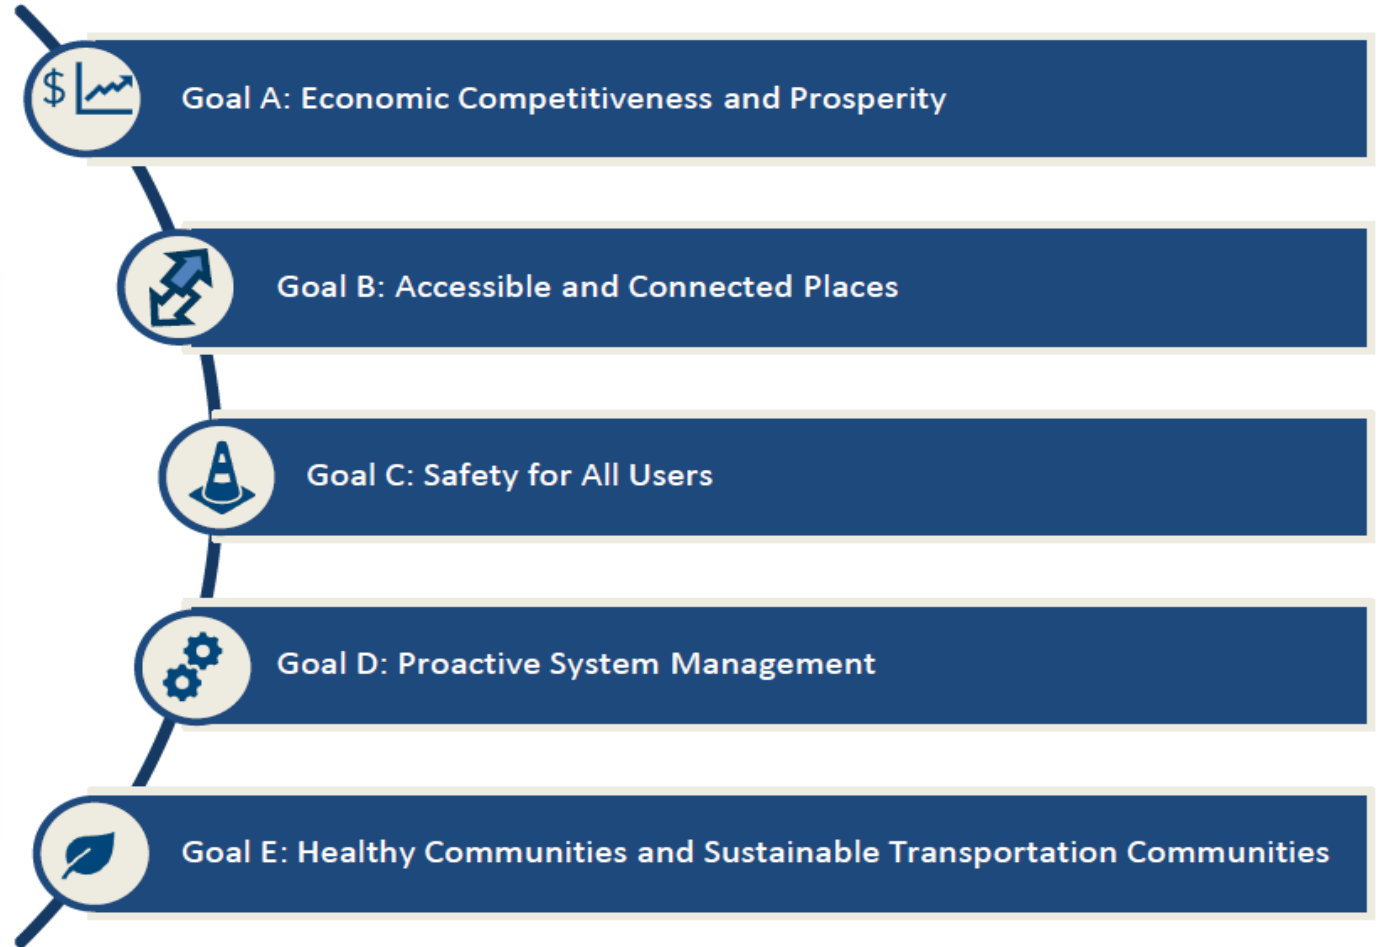 $
Goal A: Economic Competitiveness and Prosperity
Goal B: Accessible and Connected Places
Goal C: Safety for All Users
Goal D: Proactive System Management
Goal E: Healthy Communities and Sustainable Transportation Communities